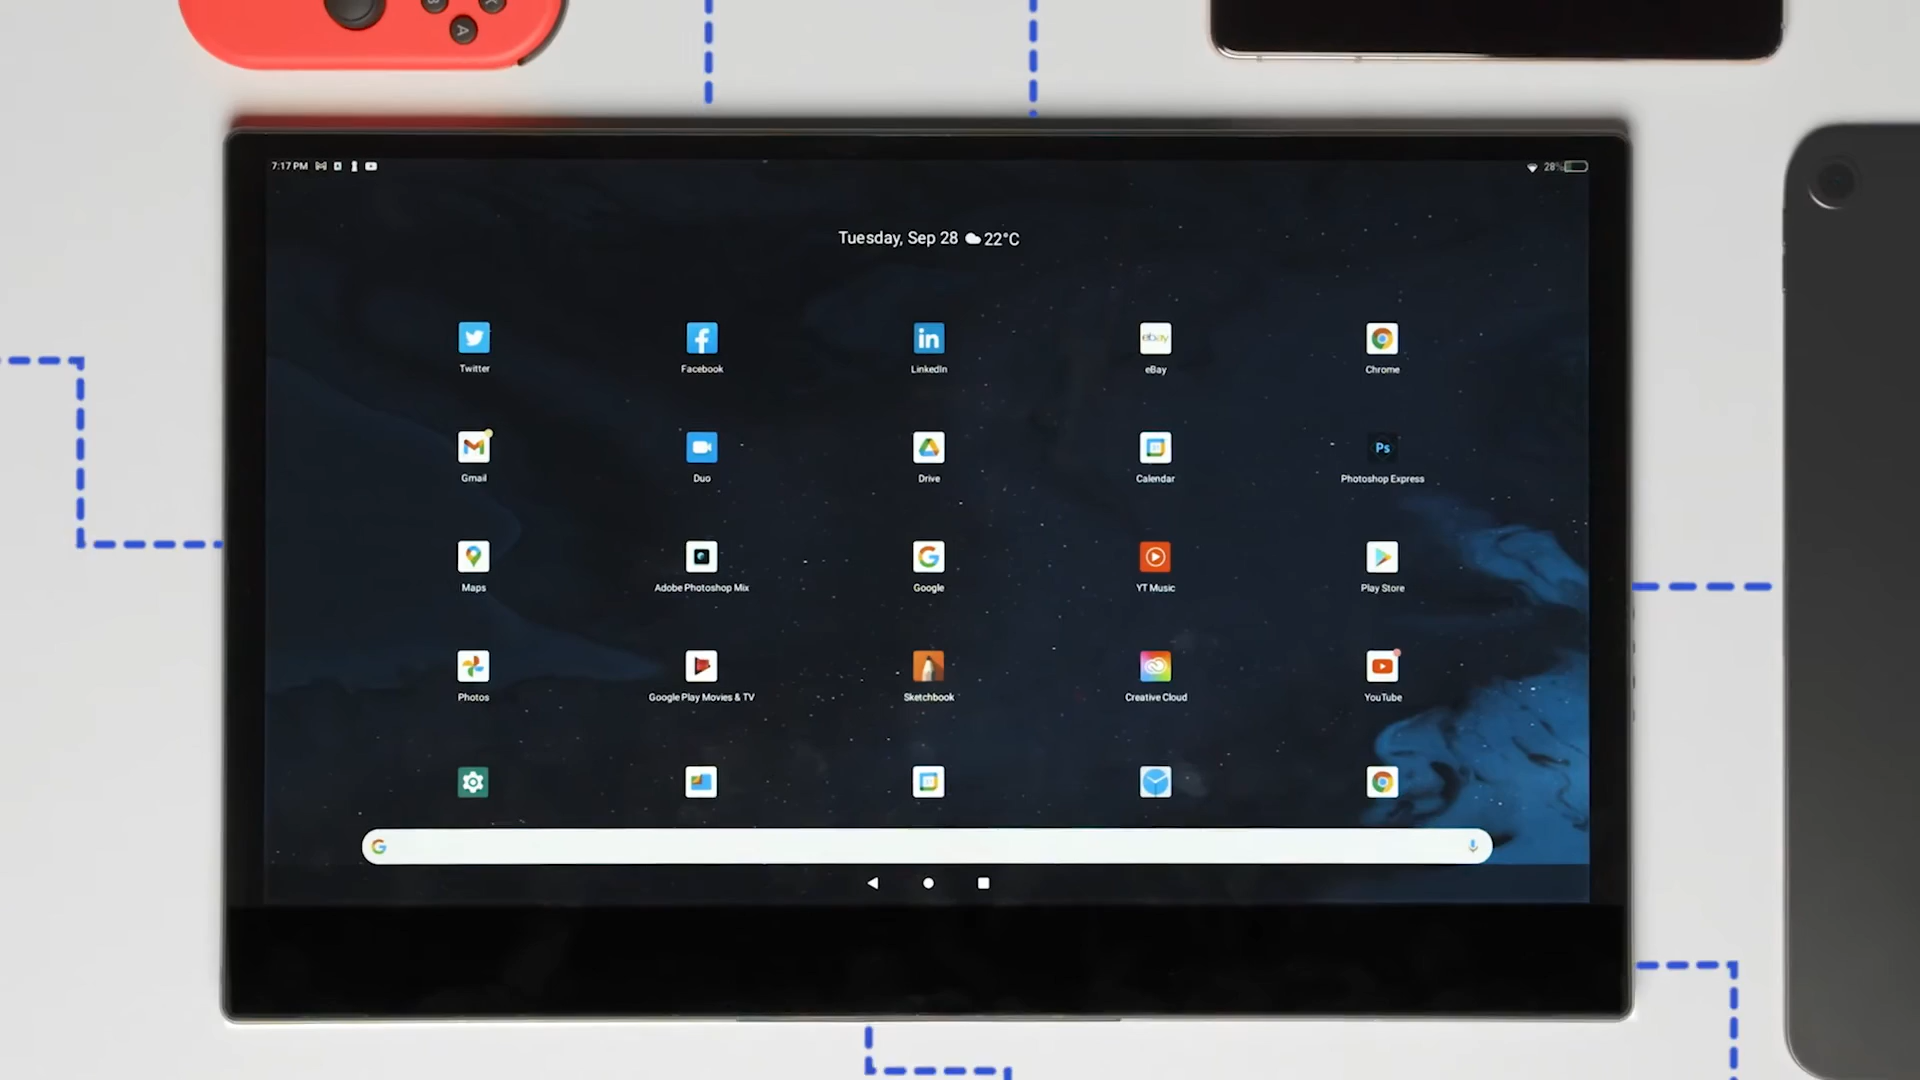 A
7:17 PM
28%
Tuesday, Sep 28 22°C
Twitter
Facebook
in
LinkedIn
ebay
eBay
Chrome
Gmail
Duo
Drive
Calendar
Ps
Photoshop Express
Maps
Adobe Photoshop Mix
Google
YT Music
Play Store
Photos
Google Play Movies & TV
Sketchbook
Creative Cloud
YouTube